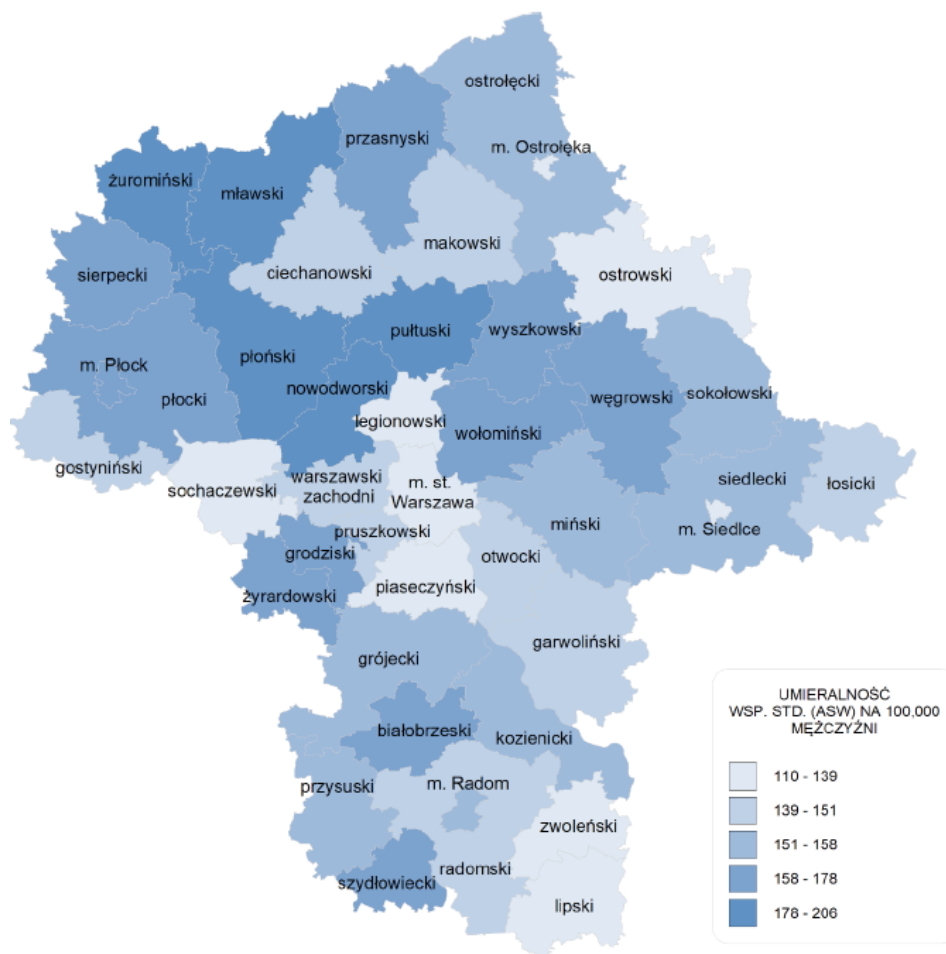 ostrołęcki
przasnyski
m. Ostrołęka
żuromiński
mławski
makowski
ciechanowski
ostrowski
sierpecki
pułtuski
wyszkowski
płoński
m. Płock
nowodworski
węgrowski
sokołowski
płocki
legionowski
wołomiński
gostyniński
sochaczewski
warszawski
zachodni
m. st.
Warszawa
siedlecki
łosicki
miński
m. Siedlce
pruszkowski
grodziski
otwocki
piaseczyński
żyrardowski
garwoliński
grójecki
białobrzeski
kozienicki
przysuski
m. Radom
zwoleński
radomski
szydłowiecki
lipski
UMIERALNOŚĆ
WSP. STD. (ASW) NA 100,000
MĘŻCZYŹNI
110 - 139
139 - 151
151 - 158
158 - 178
178 - 206